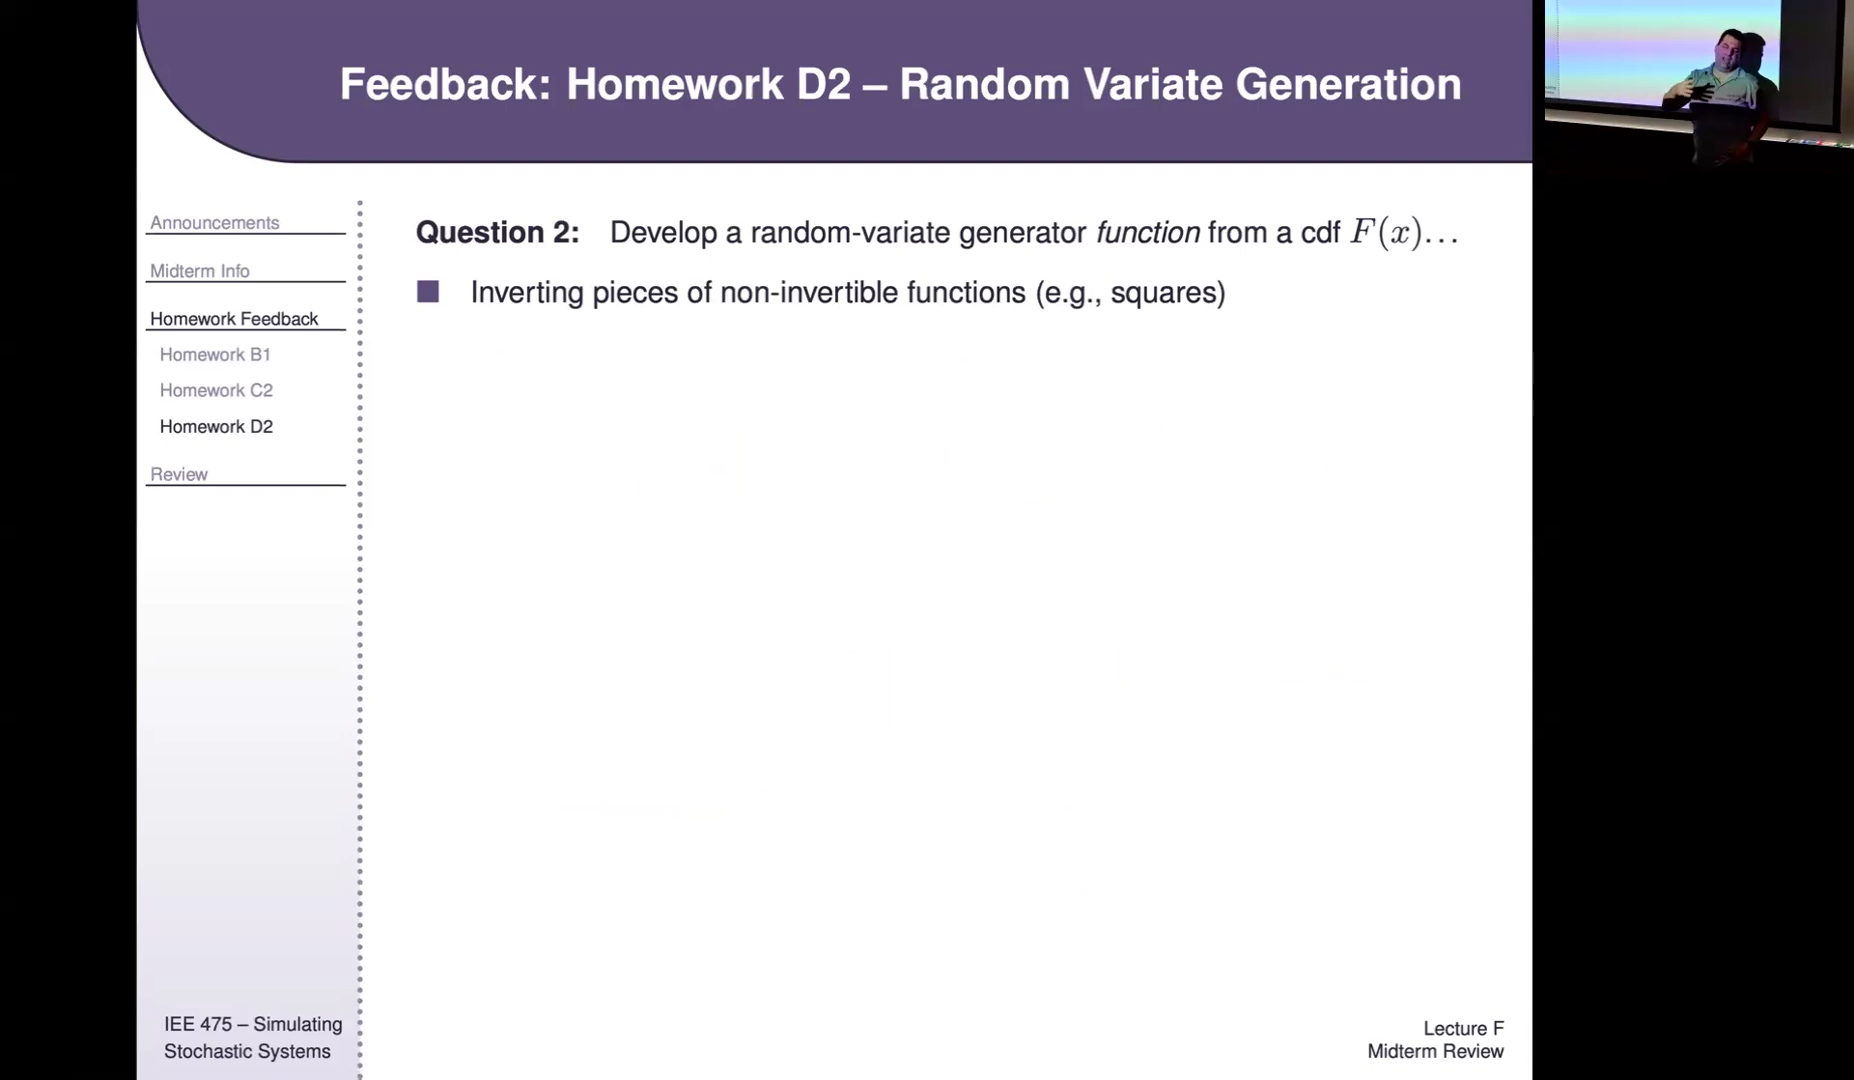 Feedback: Homework D2 – Random Variate Generation
Announcements
Midterm Info
Homework Feedback
Homework B1
Homework C2
Homework D2
Review
Question 2: Develop a random-variate generator function from a cdf F(x)...
Inverting pieces of non-invertible functions (e.g., squares)
IEE 475 – Simulating
Stochastic Systems
Lecture F
Midterm Review